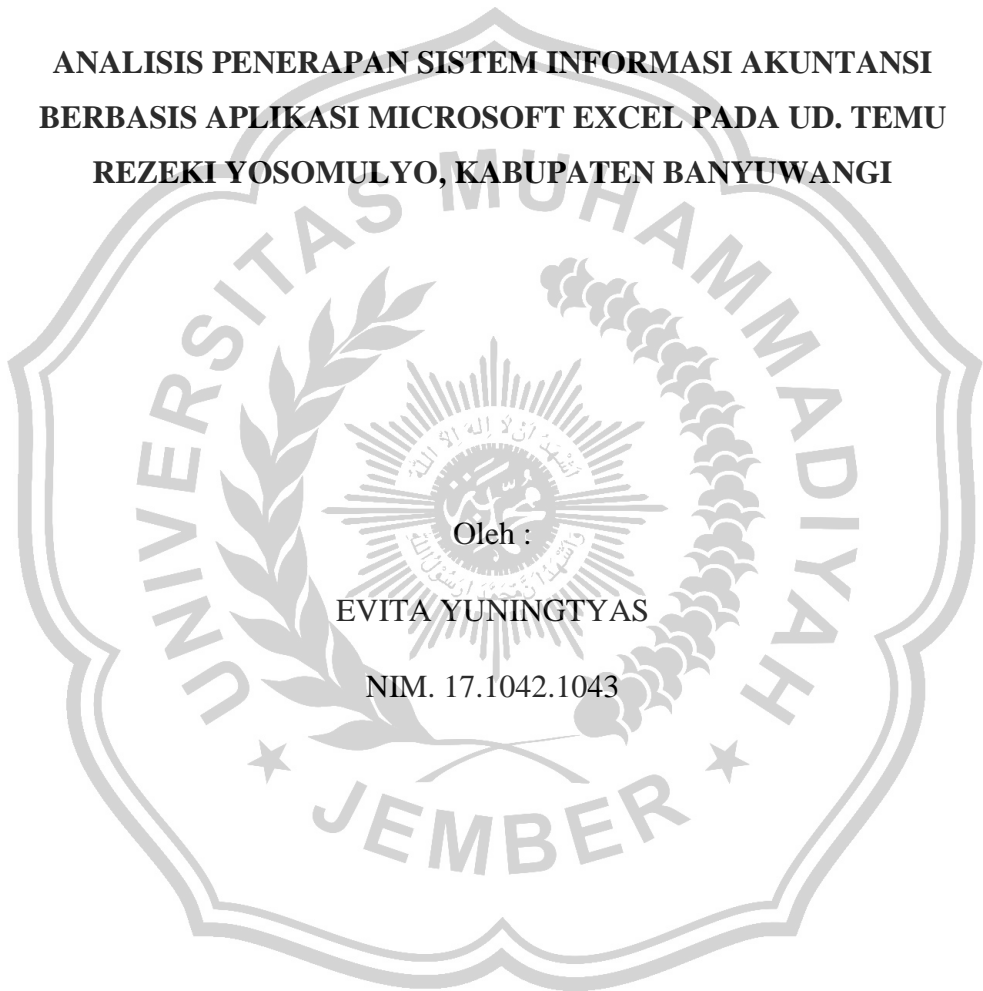 ANALISIS PENERAPAN SISTEM INFORMASI AKUNTANSI
BERBASIS APLIKASI MICROSOFT EXCEL PADA UD. TEMU
REZEKI YOSOMULYO, KABUPATEN BANYUWANGI
UNIVERSITAS MUHAMMADIYAH
Oleh :
EVITA YUNINGTYAS
NIM. 17.1042.1043
JEMBER